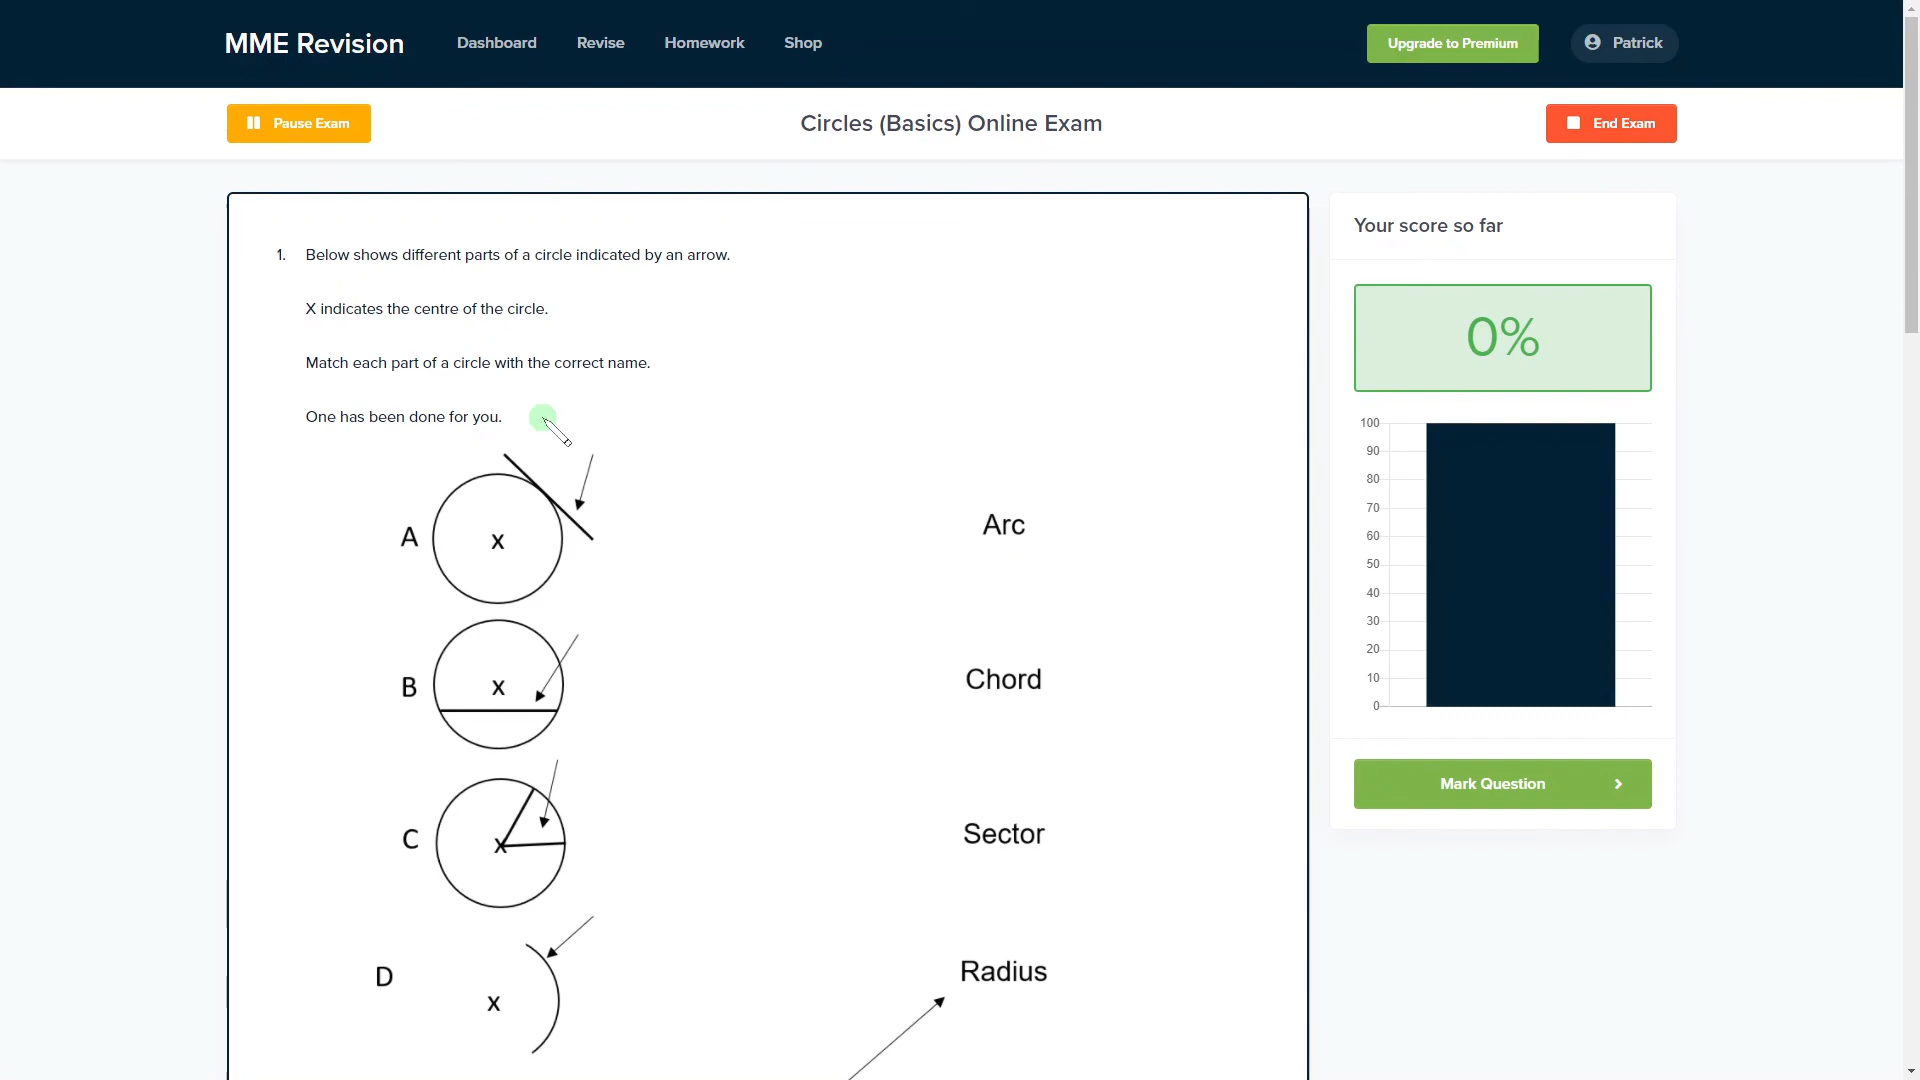 MME Revision Dashboard Revise Homework Shop Upgrade to Premium Patrick
Pause Exam Circles (Basics) Online Exam End Exam
1. Below shows different parts of a circle indicated by an arrow.
X indicates the centre of the circle.
Match each part of a circle with the correct name.
One has been done for you.
A x Arc
B x Chord
C x Sector
D x Radius
Your score so far
0%
100
90
80
70
60
50
40
30
20
10
0
Mark Question